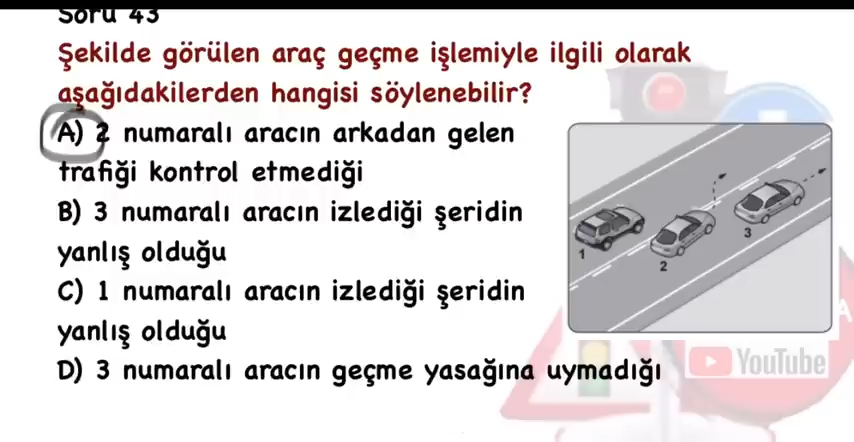 Soru 43
Şekilde görülen araç geçme işlemiyle ilgili olarak
aşağıdakilerden hangisi söylenebilir?
A) 2 numaralı aracın arkadan gelen
trafiği kontrol etmediği
B) 3 numaralı aracın izlediği şeridin
yanlış olduğu
C) 1 numaralı aracın izlediği şeridin
yanlış olduğu
D) 3 numaralı aracın geçme yasağına uymadığı
1
2
3
A
YouTube